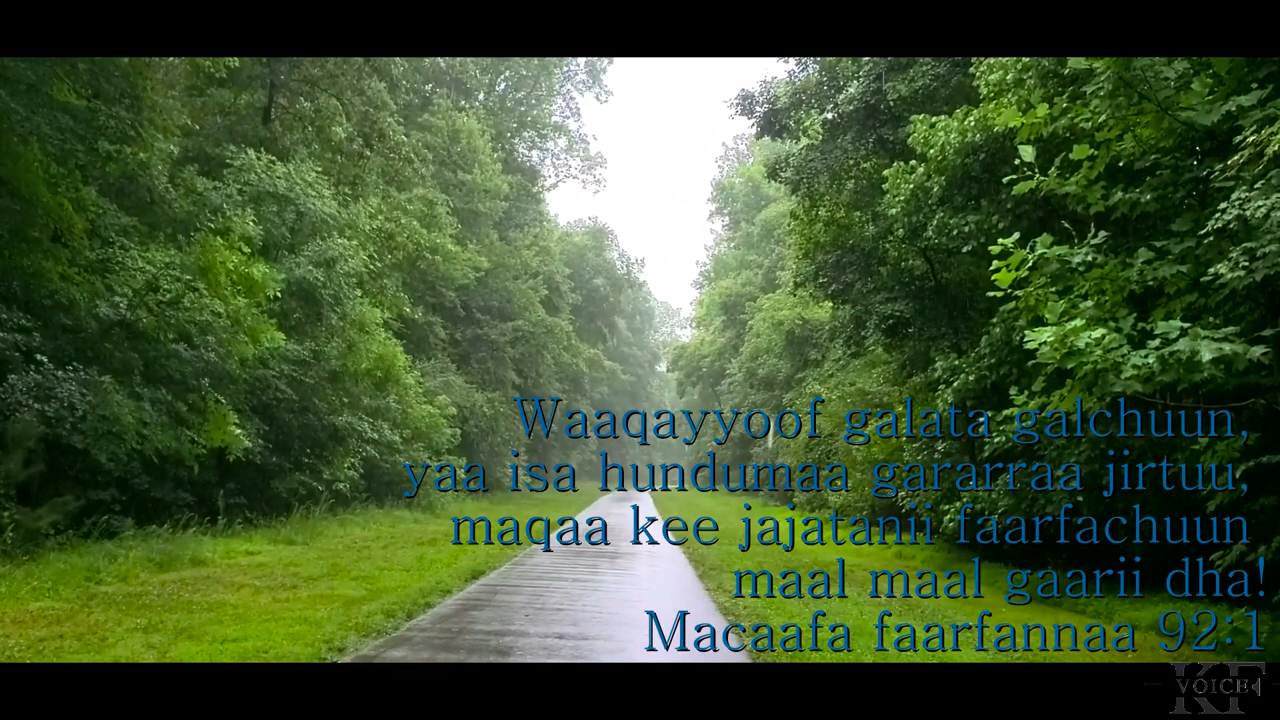 Waaqayyoof galata galchuun,
yaa isa hundumaa gararraa jirtuu,
maqaa kee jajatanii faarfachuun
maal maal gaarii dha!
Macaafa faarfannaa 92:1
KF
VOICE